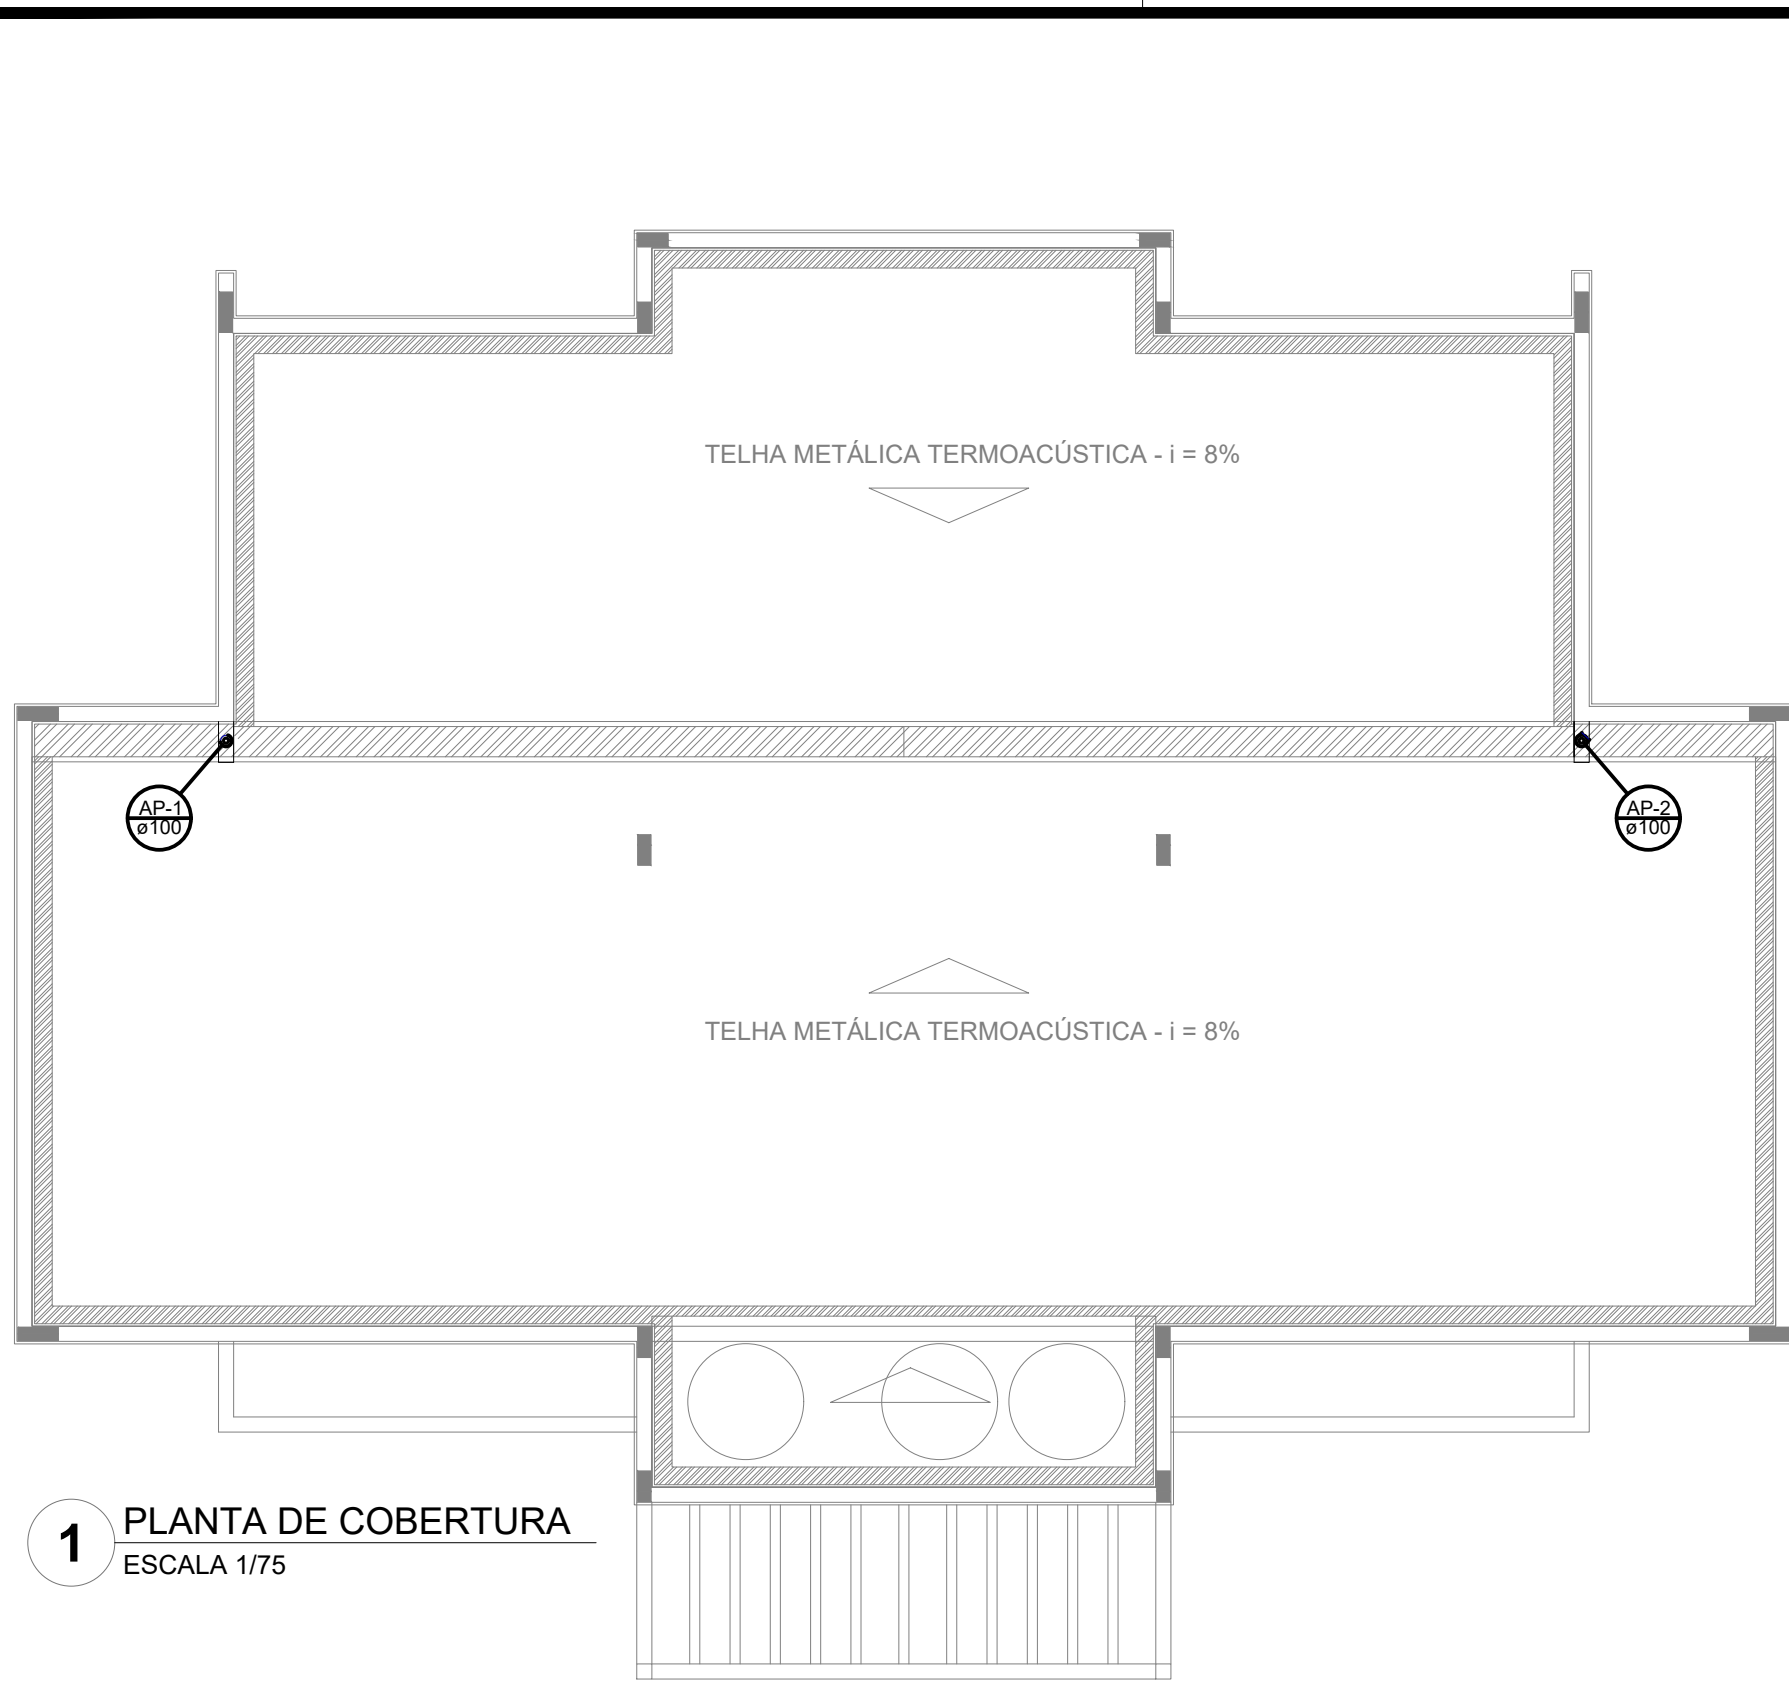 TELHA METÁLICA TERMOACÚSTICA - i = 8%
AP-1
ø100
AP-2
ø100
TELHA METÁLICA TERMOACÚSTICA - i = 8%
1
PLANTA DE COBERTURA
ESCALA 1/75